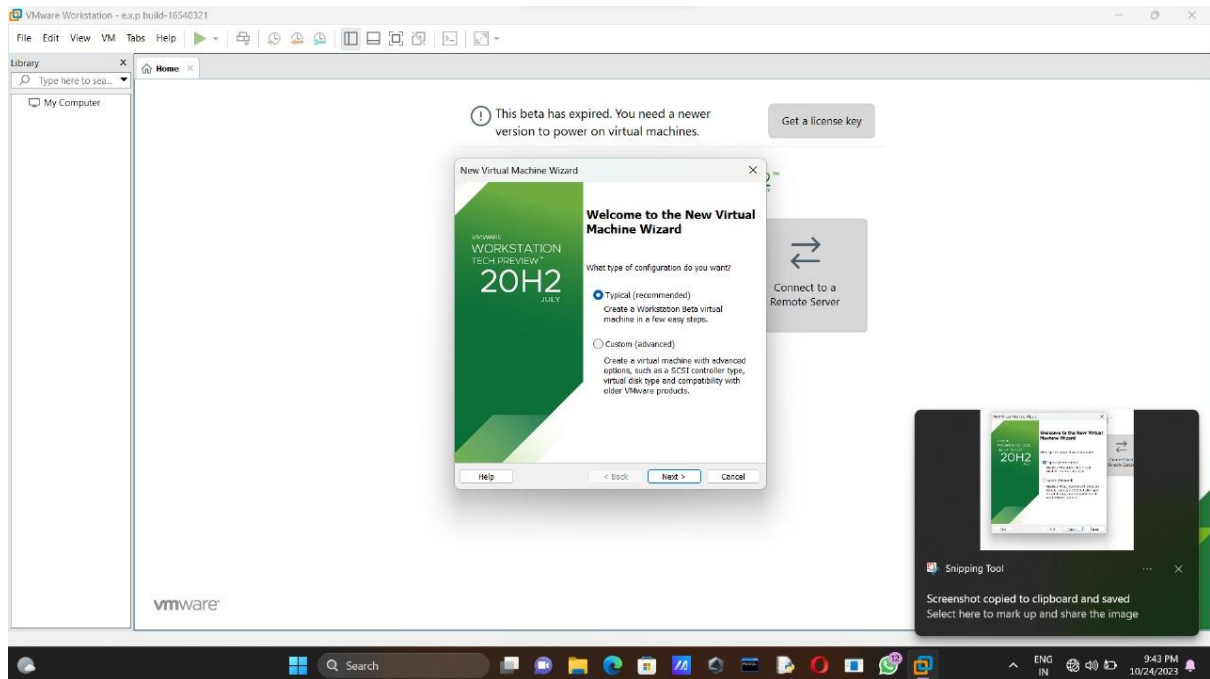 VMware Workstation - e.x.p build-16540321
File Edit View VM Tabs Help
Library
Type here to sea...
My Computer
Home
This beta has expired. You need a newer
version to power on virtual machines.
Get a license key
New Virtual Machine Wizard
VMWARE
WORKSTATION
TECH PREVIEW™
20H2
JULY
Welcome to the New Virtual
Machine Wizard
What type of configuration do you want?
Typical (recommended)
Create a Workstation Beta virtual
machine in a few easy steps.
Custom (advanced)
Create a virtual machine with advanced
options, such as a SCSI controller type,
virtual disk type and compatibility with
older VMware products.
Help
< Back
Next >
Cancel
Connect to a
Remote Server
20H2
Snipping Tool
Screenshot copied to clipboard and saved
Select here to mark up and share the image
vmware
Search
12
ENG
IN
9:43 PM
10/24/2023